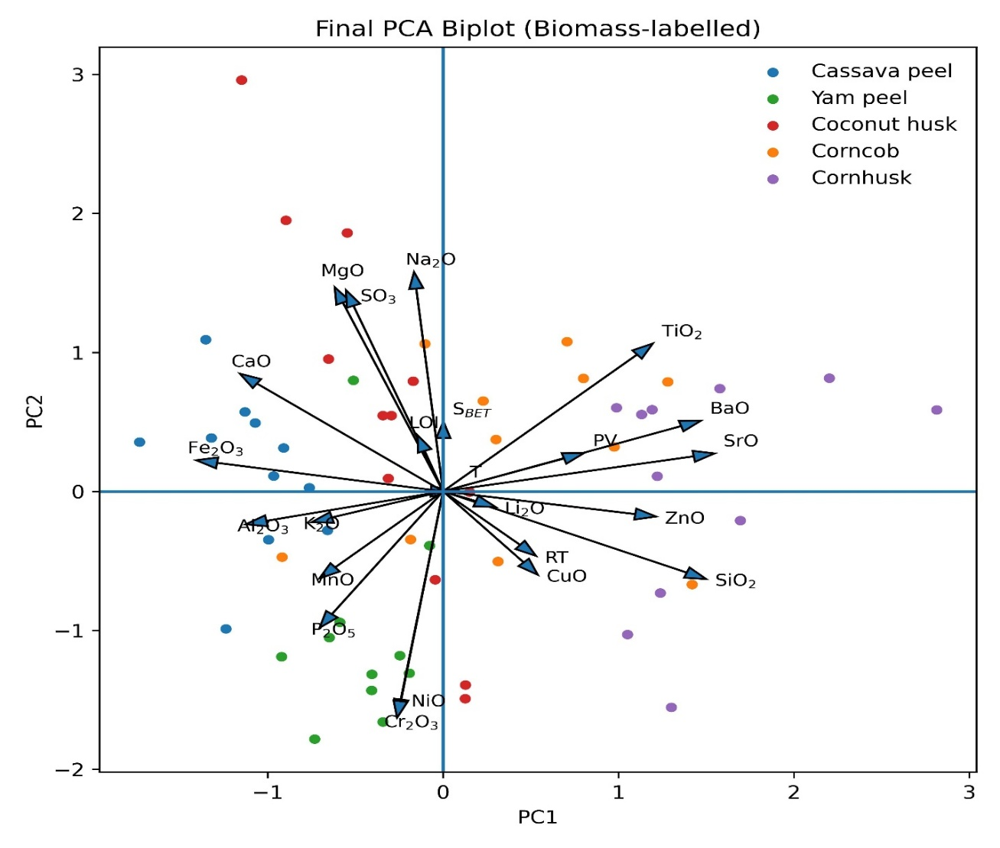 Final PCA Biplot (Biomass-labelled)
Cassava peel
Yam peel
Coconut husk
Corncob
Cornhusk
3
2
1
0
−1
−2
PC2
Na₂O
MgO
SO₃
TiO₂
CaO
S_BET
BaO
LOI
PV
SrO
Fe₂O₃
T
Li₂O
ZnO
Al₂O₃
K₂O
RT
CuO
MnO
SiO₂
P₂O₅
NiO
Cr₂O₃
−1
0
1
2
3
PC1